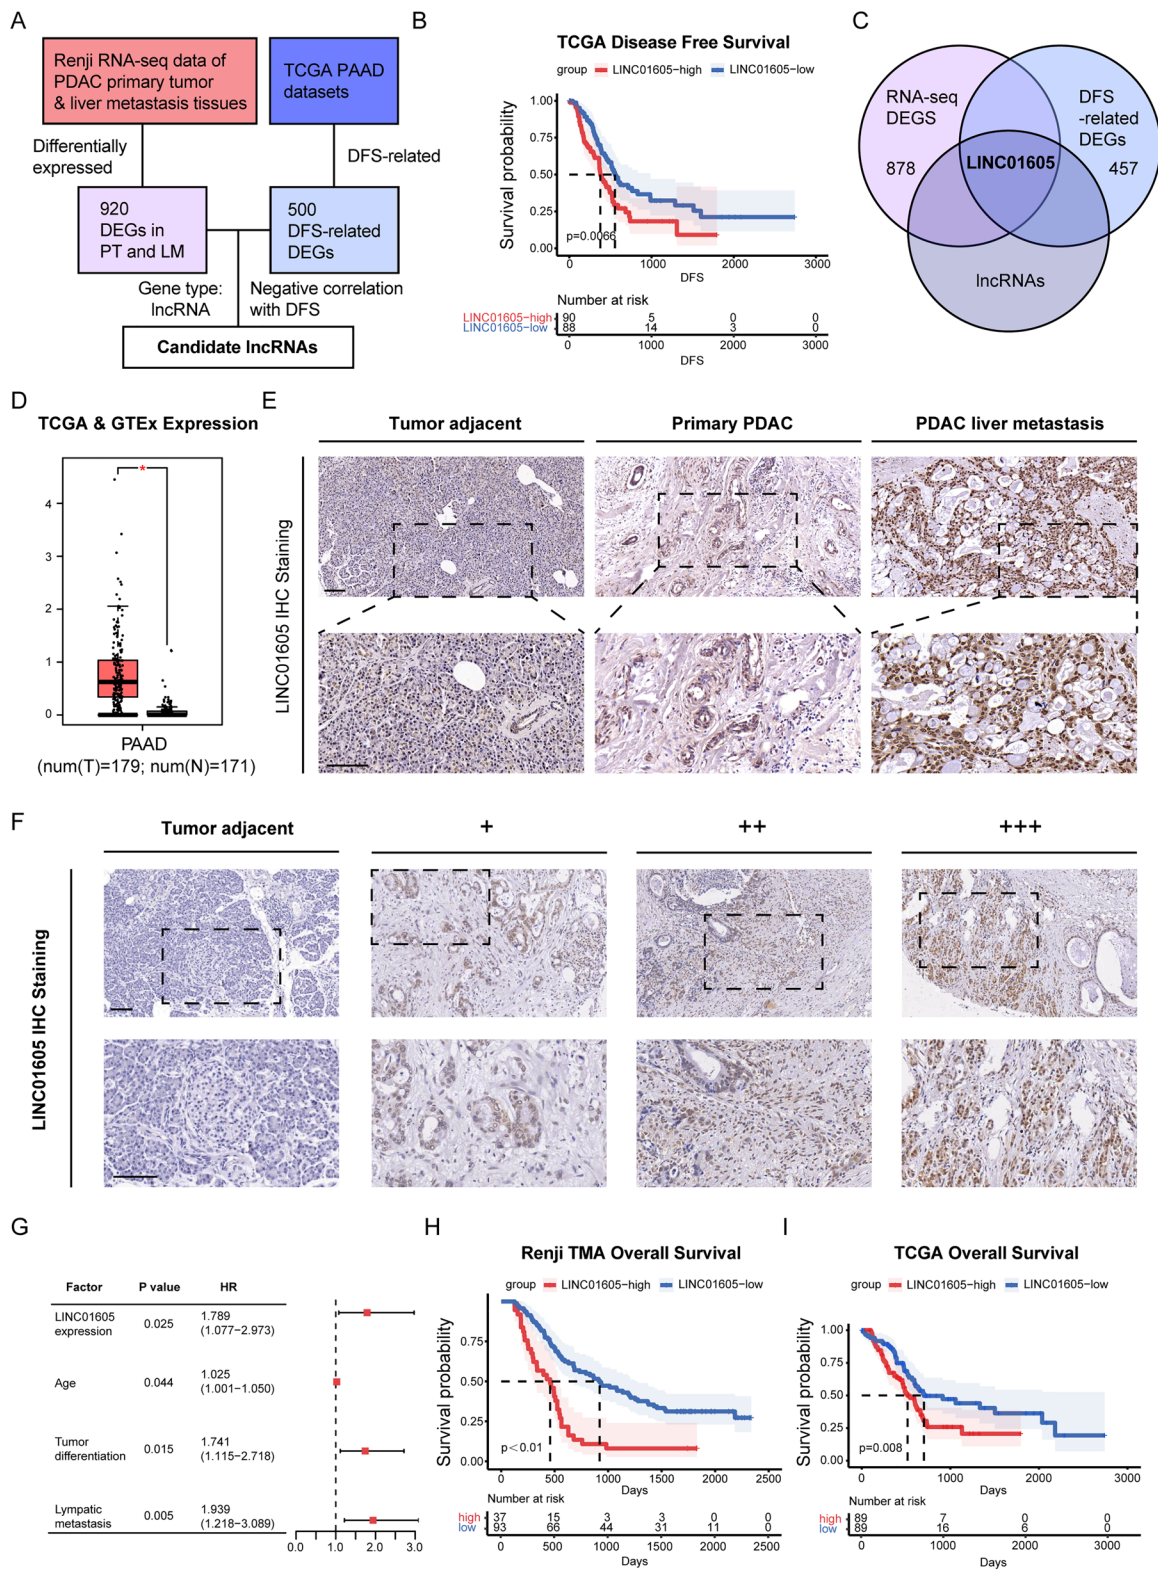 A
Renji RNA-seq data of
PDAC primary tumor
& liver metastasis tissues
TCGA PAAD
datasets
Differentially
expressed
DFS-related
920
DEGs in
PT and LM
500
DFS-related
DEGs
Gene type:
lncRNA
Negative correlation
with DFS
Candidate lncRNAs
B
TCGA Disease Free Survival
group LINC01605-high LINC01605-low
Survival probability
1.00
0.75
0.50
0.25
0.00
p=0.0066
0 1000 2000 3000
DFS
Number at risk
LINC01605-high 90 5 0 0
LINC01605-low 88 14 3 0
0 1000 2000 3000
DFS
C
RNA-seq
DEGS
878
DFS
-related
DEGs
457
LINC01605
lncRNAs
D
TCGA & GTEx Expression
*
4
3
2
1
0
PAAD
(num(T)=179; num(N)=171)
E
Tumor adjacent
Primary PDAC
PDAC liver metastasis
LINC01605 IHC Staining
F
Tumor adjacent
+
++
+++
LINC01605 IHC Staining
G
Factor P value HR
LINC01605
expression
0.025
1.789
(1.077-2.973)
Age
0.044
1.025
(1.001-1.050)
Tumor
differentiation
0.015
1.741
(1.115-2.718)
Lympatic
metastasis
0.005
1.939
(1.218-3.089)
0.0 1.0 2.0 3.0
H
Renji TMA Overall Survival
group LINC01605-high LINC01605-low
Survival probability
0.75
0.50
0.25
0.00
p<0.01
0 500 1000 1500 2000 2500
Days
Number at risk
high 37 15 3 3 0 0
low 93 66 44 31 11 0
0 500 1000 1500 2000 2500
Days
I
TCGA Overall Survival
group LINC01605-high LINC01605-low
Survival probability
1.00
0.75
0.50
0.25
0.00
p=0.008
0 1000 2000 3000
Days
Number at risk
high 89 7 0 0
low 89 16 6 0
0 1000 2000 3000
Days